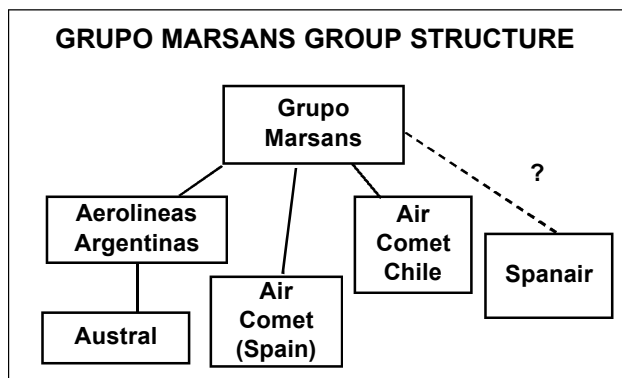 GRUPO MARSANS GROUP STRUCTURE
Grupo
Marsans
?
Aerolineas
Argentinas
Air
Comet
Chile
Spanair
Austral
Air
Comet
(Spain)